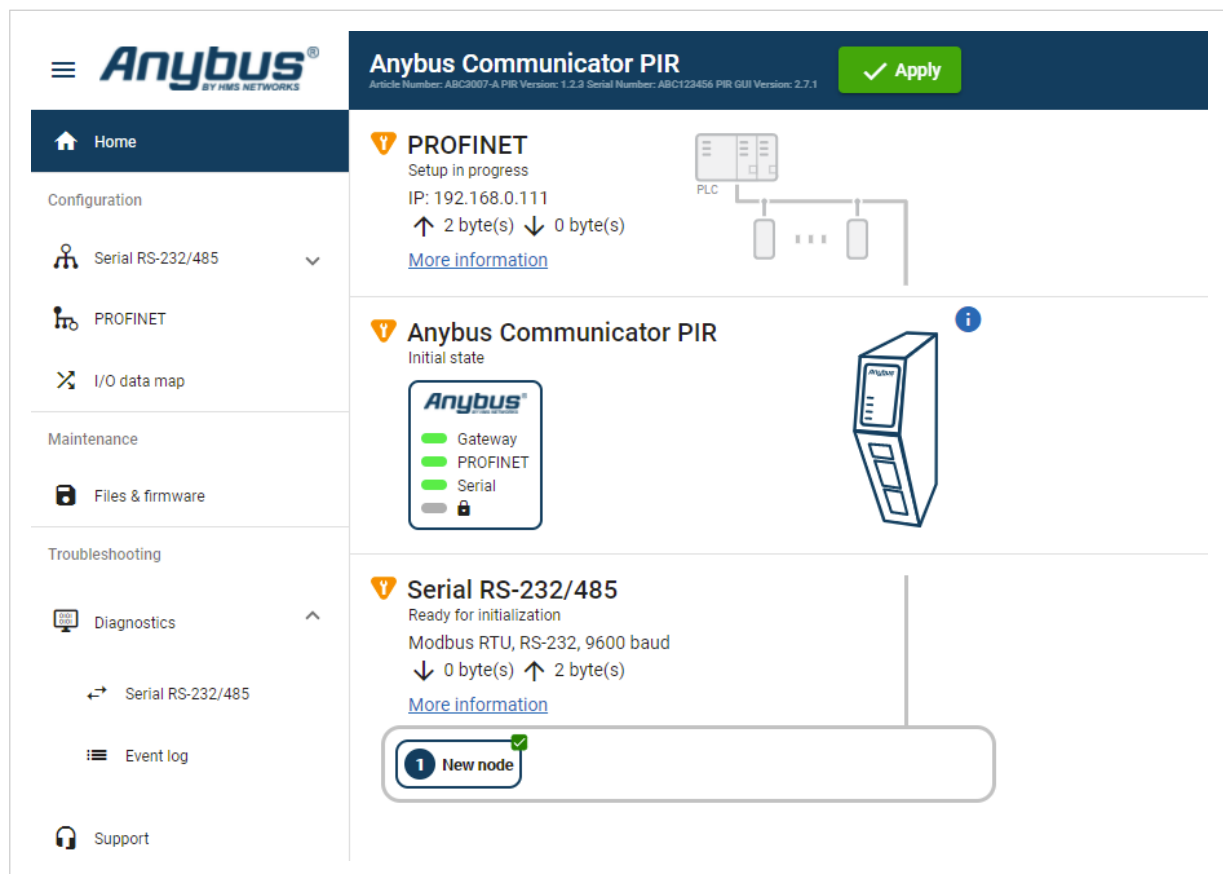 Anybus®
BY HMS NETWORKS
Anybus Communicator PIR
Article Number: ABC3007-A PIR Version: 1.2.3 Serial Number: ABC123456 PIR GUI Version: 2.7.1
Apply
Home
Configuration
Serial RS-232/485
PROFINET
I/O data map
Maintenance
Files & firmware
Troubleshooting
Diagnostics
Serial RS-232/485
Event log
Support
PROFINET
Setup in progress
IP: 192.168.0.111
↑ 2 byte(s) ↓ 0 byte(s)
More information
PLC
Anybus Communicator PIR
Initial state
i
Anybus®
BY HMS NETWORKS
Gateway
PROFINET
Serial
Anybus
Serial RS-232/485
Ready for initialization
Modbus RTU, RS-232, 9600 baud
↓ 0 byte(s) ↑ 2 byte(s)
More information
1 New node